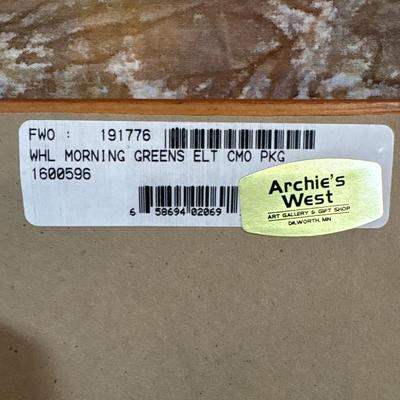 FWO : 191776
WHL MORNING GREENS ELT CMO PKG
1600596
6 58694 02069
Archie's
West
ART GALLERY & GIFT SHOP
DILWORTH, MN